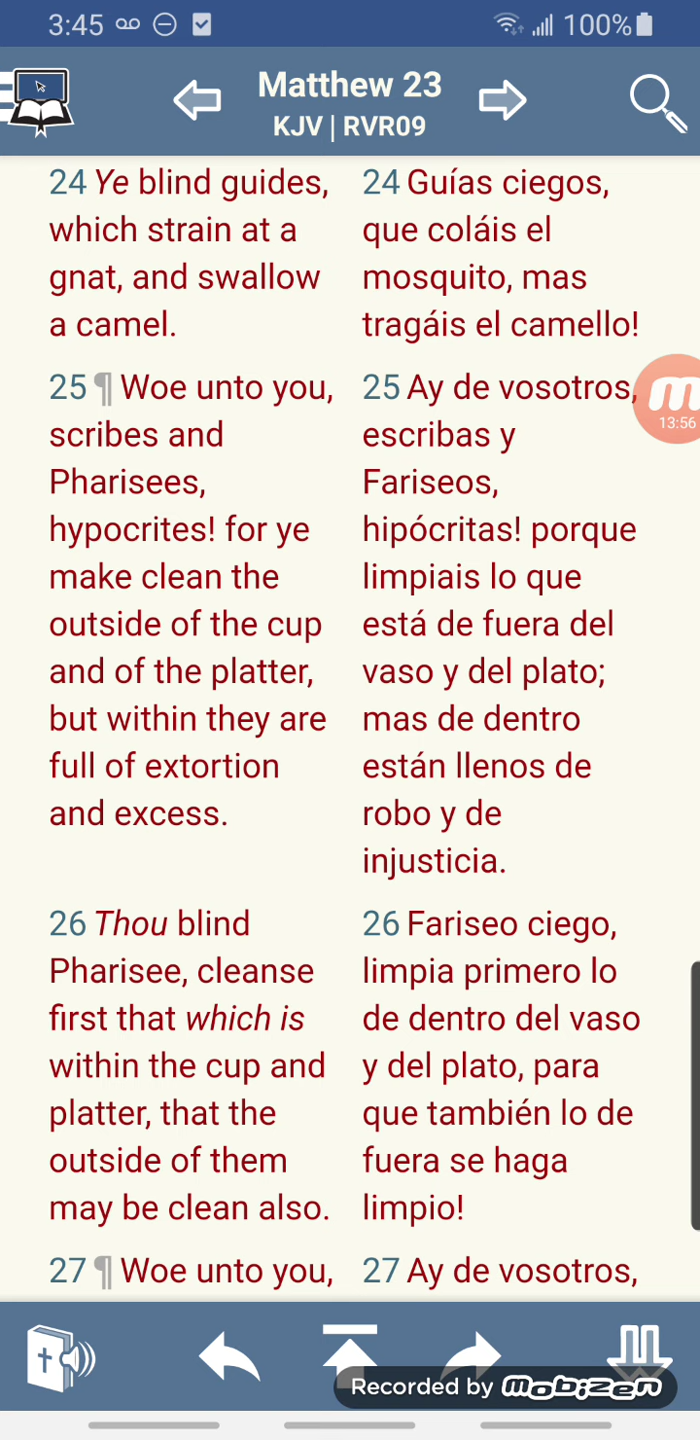 3:45
100%
Matthew 23
KJV | RVR09
24 Ye blind guides,
which strain at a
gnat, and swallow
a camel.
24 Guías ciegos,
que coláis el
mosquito, mas
tragáis el camello!
25 ¶ Woe unto you,
scribes and
Pharisees,
hypocrites! for ye
make clean the
outside of the cup
and of the platter,
but within they are
full of extortion
and excess.
25 Ay de vosotros,
escribas y
Fariseos,
hipócritas! porque
limpiais lo que
está de fuera del
vaso y del plato;
mas de dentro
están llenos de
robo y de
injusticia.
m
13:56
26 Thou blind
Pharisee, cleanse
first that which is
within the cup and
platter, that the
outside of them
may be clean also.
26 Fariseo ciego,
limpia primero lo
de dentro del vaso
y del plato, para
que también lo de
fuera se haga
limpio!
27 ¶ Woe unto you,
27 Ay de vosotros,
Recorded by mobizen